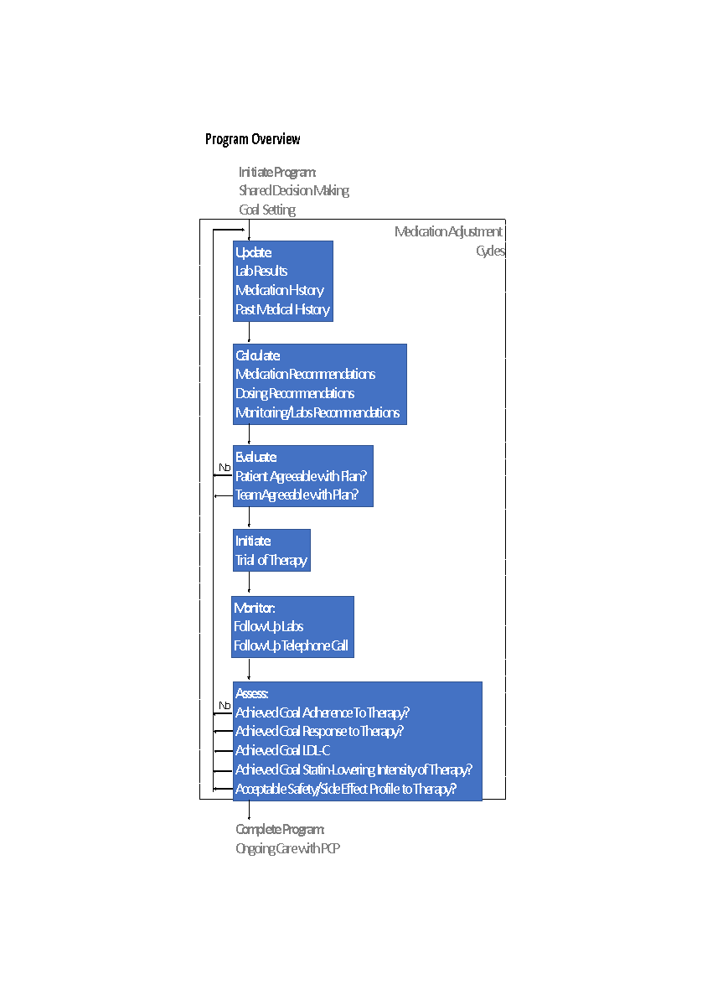 Program Overview
Initiate Program:
Shared Decision Making
Goal Setting
Medication Adjustment
Cycles
Update:
Lab Results
Medication History
Past Medical History
Calculate:
Medication Recommendations
Dosing Recommendations
Monitoring/Labs Recommendations
Evaluate:
No
Patient Agreeable with Plan?
Team Agreeable with Plan?
Initiate:
Trial of Therapy
Monitor:
Follow Up Labs
Follow Up Telephone Call
Assess:
No
Achieved Goal Adherence To Therapy?
Achieved Goal Response to Therapy?
Achieved Goal LDL-C
Achieved Goal Statin-Lowering Intensity of Therapy?
Acceptable Safety/Side Effect Profile to Therapy?
Complete Program:
Ongoing Care with PCP